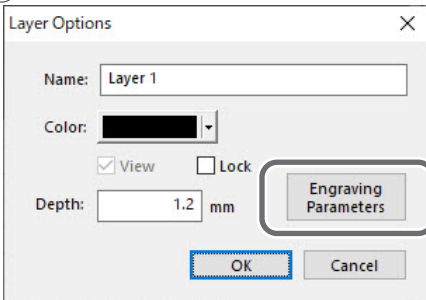 Layer Options
Name: Layer 1
Color:
View Lock
Depth: 1.2 mm
Engraving
Parameters
OK Cancel